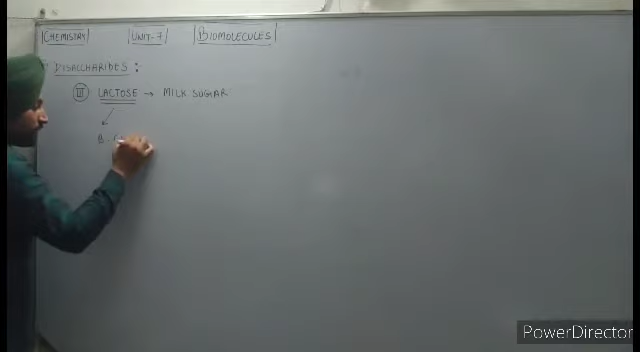 CHEMISTRY UNIT-7 BIOMOLECULES
DISACCHARIDES :
III LACTOSE → MILK SUGAR
PowerDirector